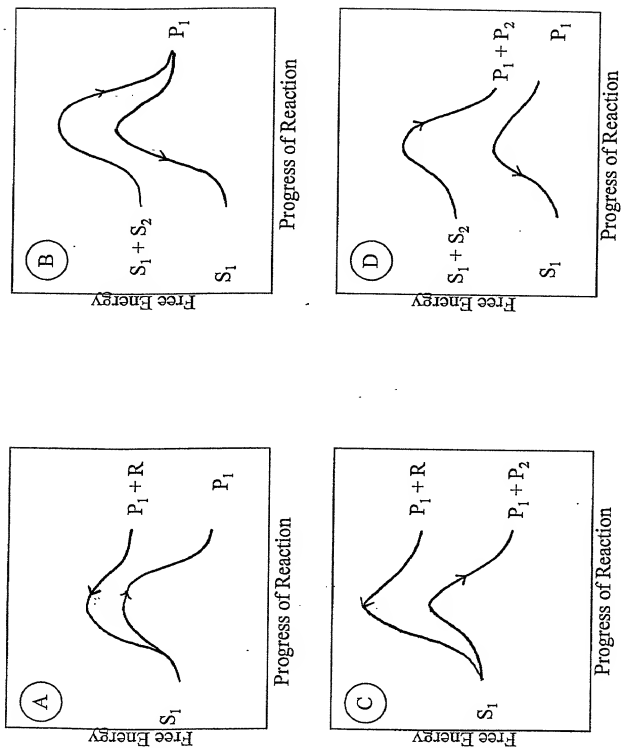 A
Free Energy
S₁
P₁ + R
P₁
Progress of Reaction
B
Free Energy
S₁ + S₂
S₁
P₁
Progress of Reaction
C
Free Energy
S₁
P₁ + R
P₁ + P₂
Progress of Reaction
D
Free Energy
S₁ + S₂
S₁
P₁ + P₂
P₁
Progress of Reaction